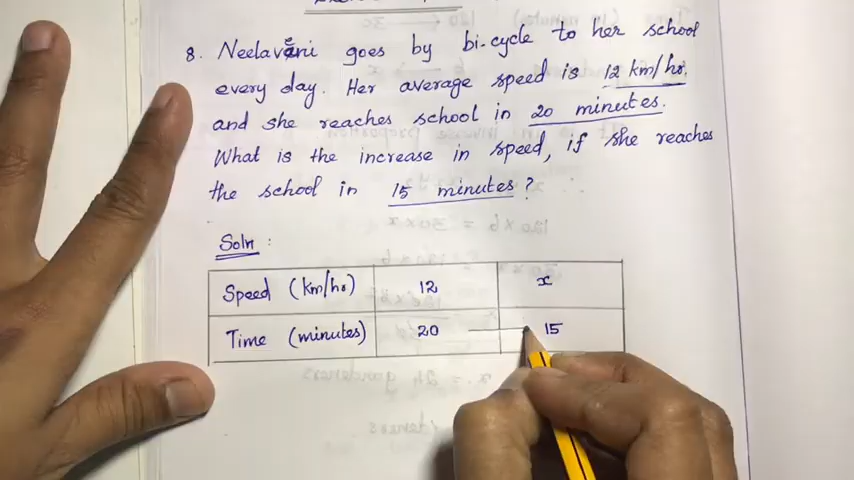 8. Neelaveni goes by bi-cycle to her school
every day. Her average speed is 12 km/hr.
and she reaches school in 20 minutes.
What is the increase in speed, if she reaches
the school in 15 minutes ?
Soln :
Speed (km/hr) 12 x
Time (minutes) 20 15